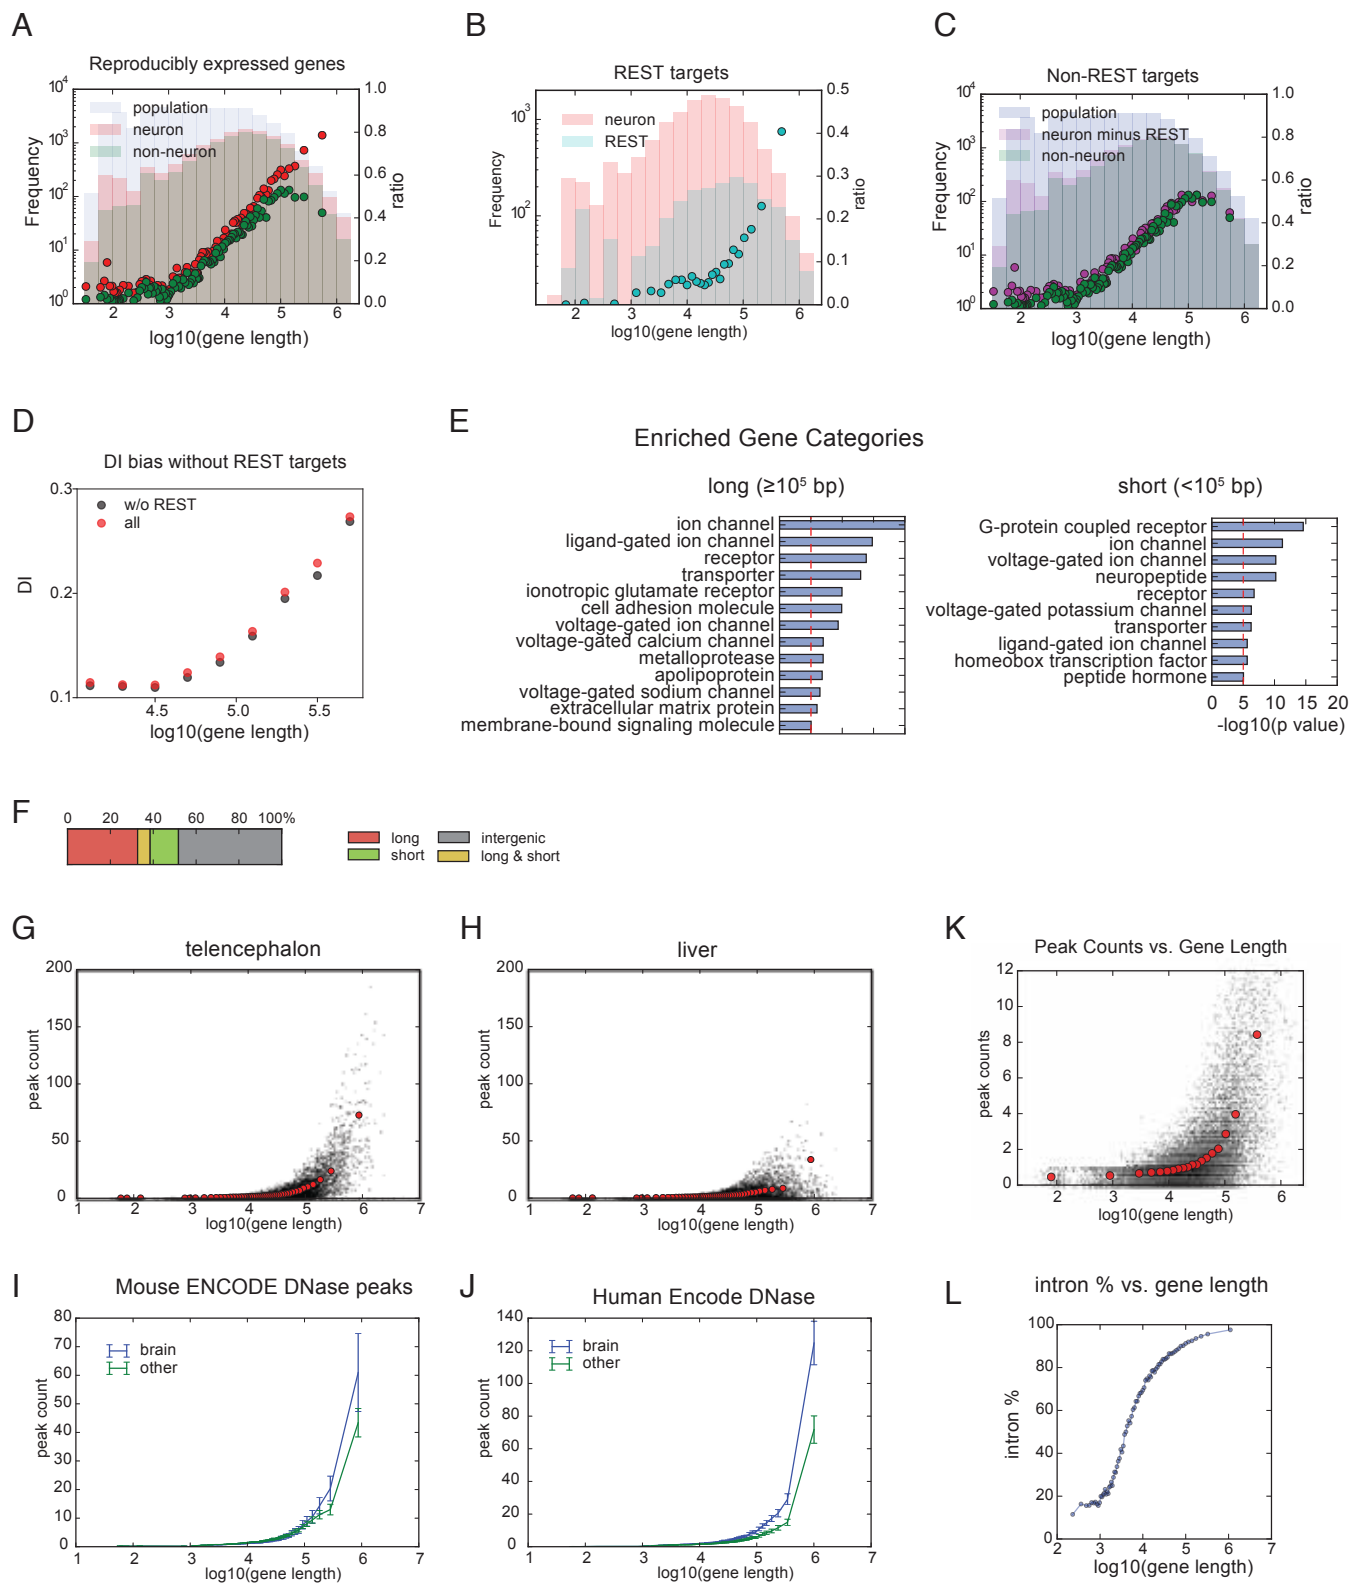 A
Reproducibly expressed genes
10⁴
10³
10²
10¹
10⁰
Frequency
population
neuron
non-neuron
1.0
0.8
0.6
0.4
0.2
0.0
ratio
2 3 4 5 6
log10(gene length)
B
REST targets
10³
10²
Frequency
neuron
REST
0.5
0.4
0.3
0.2
0.1
0.0
ratio
2 3 4 5 6
log10(gene length)
C
Non-REST targets
10⁴
10³
10²
10¹
10⁰
Frequency
population
neuron minus REST
non-neuron
1.0
0.8
0.6
0.4
0.2
0.0
ratio
2 3 4 5 6
log10(gene length)
D
DI bias without REST targets
0.3
0.2
0.1
DI
w/o REST
all
4.5 5.0 5.5
log10(gene length)
E
Enriched Gene Categories
long (≥10⁵ bp)
ion channel
ligand-gated ion channel
receptor
transporter
ionotropic glutamate receptor
cell adhesion molecule
voltage-gated ion channel
voltage-gated calcium channel
metalloprotease
apolipoprotein
voltage-gated sodium channel
extracellular matrix protein
membrane-bound signaling molecule
short (<10⁵ bp)
G-protein coupled receptor
ion channel
voltage-gated ion channel
neuropeptide
receptor
voltage-gated potassium channel
transporter
ligand-gated ion channel
homeobox transcription factor
peptide hormone
0 5 10 15 20
-log10(p value)
F
0 20 40 60 80 100%
long
short
intergenic
long & short
G
telencephalon
200
150
100
50
0
peak count
1 2 3 4 5 6 7
log10(gene length)
H
liver
200
150
100
50
0
peak count
1 2 3 4 5 6 7
log10(gene length)
K
Peak Counts vs. Gene Length
12
10
8
6
4
2
0
peak counts
2 3 4 5 6
log10(gene length)
I
Mouse ENCODE DNase peaks
80
70
60
50
40
30
20
10
0
peak count
brain
other
1 2 3 4 5 6 7
log10(gene length)
J
Human Encode DNase
140
120
100
80
60
40
20
0
peak count
brain
other
1 2 3 4 5 6 7
log10(gene length)
L
intron % vs. gene length
100
80
60
40
20
0
intron %
2 3 4 5 6 7
log10(gene length)